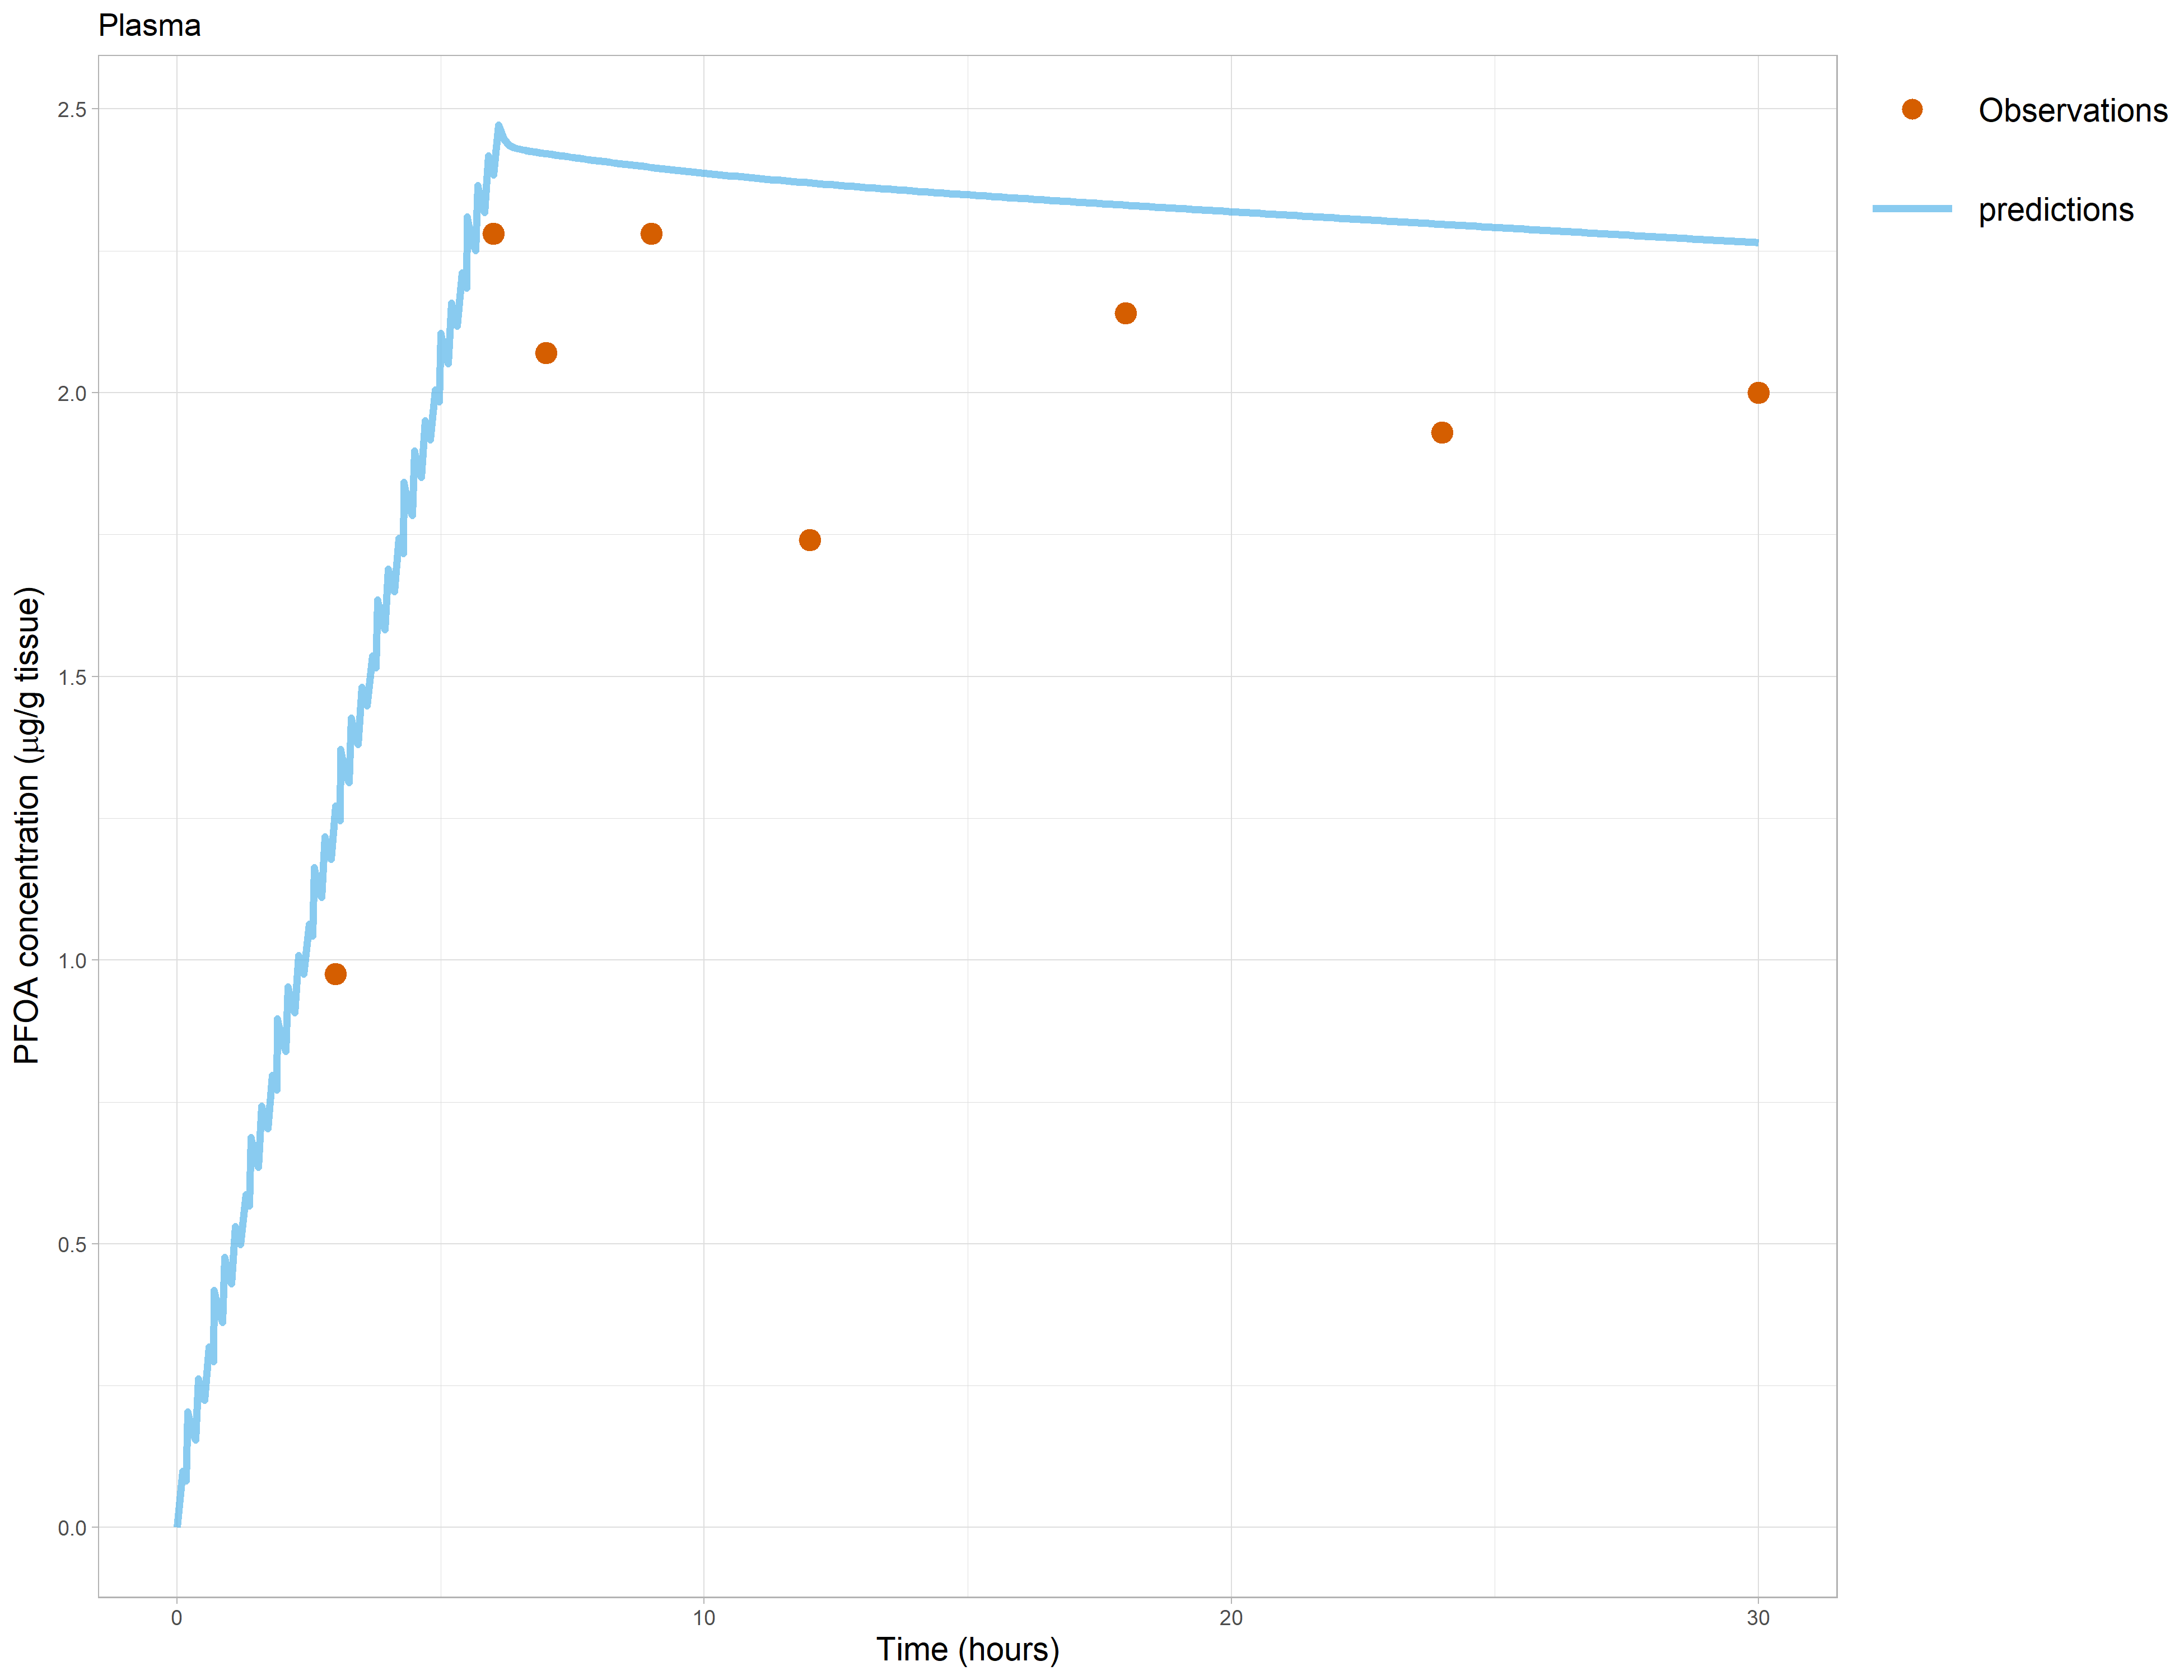 Plasma
2.5
2.0
1.5
1.0
0.5
0.0
PFOA concentration (μg/g tissue)
0
10
20
30
Time (hours)
Observations
predictions